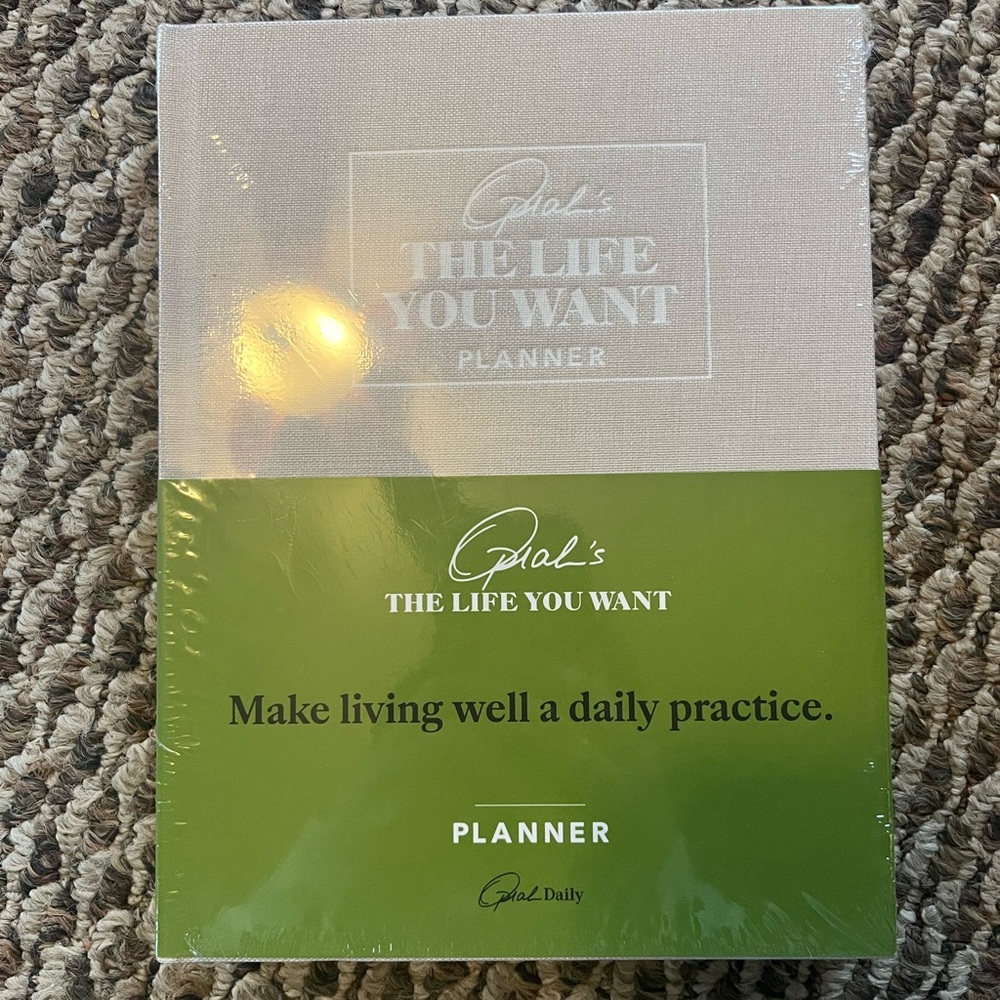 Oprah's
THE LIFE
YOU WANT
PLANNER
Oprah's
THE LIFE YOU WANT
Make living well a daily practice.
PLANNER
Oprah Daily